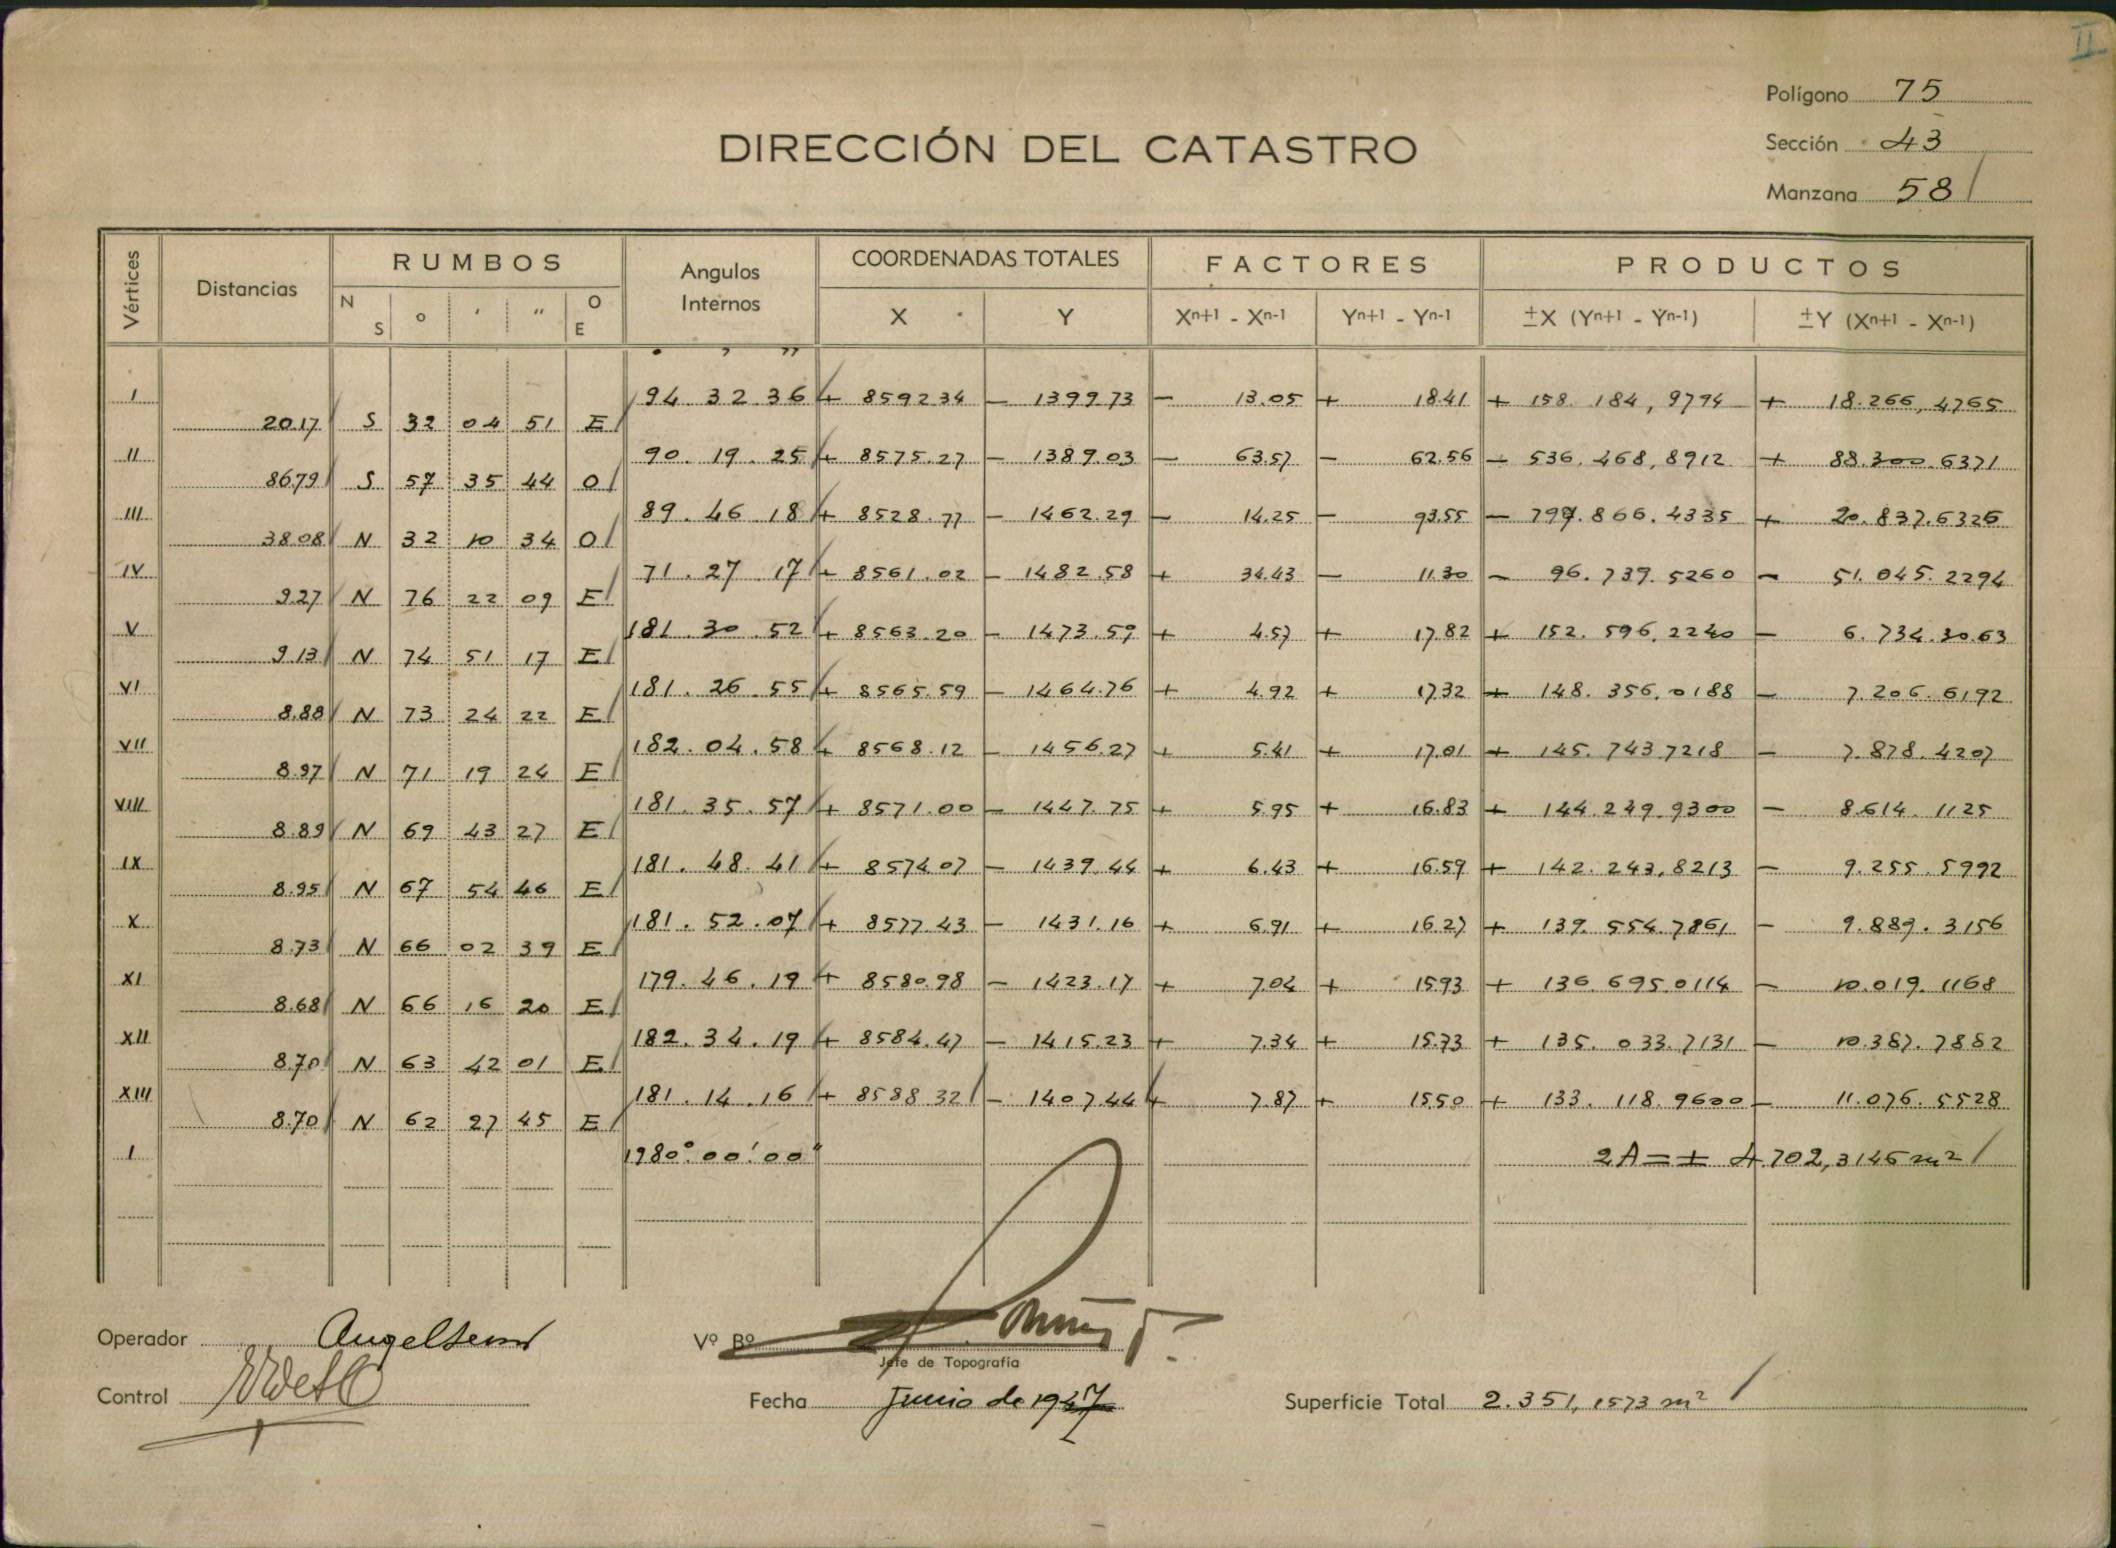 II
Polígono 75
Sección 43
Manzana 58
DIRECCIÓN DEL CATASTRO
Vértices Distancias RUMBOS Angulos Internos COORDENADAS TOTALES FACTORES PRODUCTOS
N S o ' " O E X Y Xn+1 - Xn-1 Yn+1 - Yn-1 ±X (Yn+1 - Yn-1) ±Y (Xn+1 - Xn-1)
° ' "
I 94 32 36 + 8592 34 - 1399 73 - 13.05 + 18.41 + 158.184,9794 + 18.266,4765
20.17 S 32 04 51 E
II 90. 19. 25 + 8575.27 - 1389.03 - 63.57 - 62.56 - 536.468,8912 + 88.300.6371
86.79 S 57 35 44 O
III 89. 46. 18 + 8528.77 - 1462.29 - 14.25 - 93.55 - 797.866.4335 + 20.837.6325
38.08 N 32 10 34 O
IV 71. 27. 17 + 8561.02 - 1482.58 + 34.43 - 11.30 - 96.739.5260 - 51.045.2294
9.27 N 76 22 09 E
V 181. 30. 52 + 8563.20 - 1473.59 + 4.57 + 17.82 + 152.596,2240 - 6.734.30.63
9.13 N 74 51 17 E
VI 181. 26. 55 + 8565.59 - 1464.76 + 4.92 + 17.32 + 148.356,0188 - 7.206.6192
8.88 N 73 24 22 E
VII 182. 04. 58 + 8568.12 - 1456.27 + 5.41 + 17.01 + 145.743 7218 - 7.878.4207
8.97 N 71 19 24 E
VIII 181. 35. 57 + 8571.00 - 1447.75 + 5.95 + 16.83 + 144.249.9300 - 8.614.1125
8.89 N 69 43 27 E
IX 181. 48. 41 + 8574 07 - 1439.44 + 6.43 + 16.59 + 142.243,8213 - 9.255.5992
8.95 N 67 54 46 E
X 181. 52. 07 + 8577.43 - 1431.16 + 6.91 + 16.27 + 139.554.7861 - 9.889.3156
8.73 N 66 02 39 E
XI 179. 46. 19 + 8580.98 - 1423.17 + 7.04 + 15.93 + 136.695.0114 - 10.019.1168
8.68 N 66 16 20 E
XII 182. 34. 19 + 8584.47 - 1415.23 + 7.34 + 15.73 + 135.033.7131 - 10.387.7882
8.70 N 63 42 01 E
XIII 181. 14. 16 + 8588 32 - 1407.44 + 7.87 + 15.50 + 133.118.9600 - 11.076.5528
8.70 N 62 27 45 E
I 1980° 00' 00" 2A = ± 4.702,3146 m²
Operador
Vº Bº
Jefe de Topografía
Control
Fecha Junio de 1947
Superficie Total 2.351,1573 m²